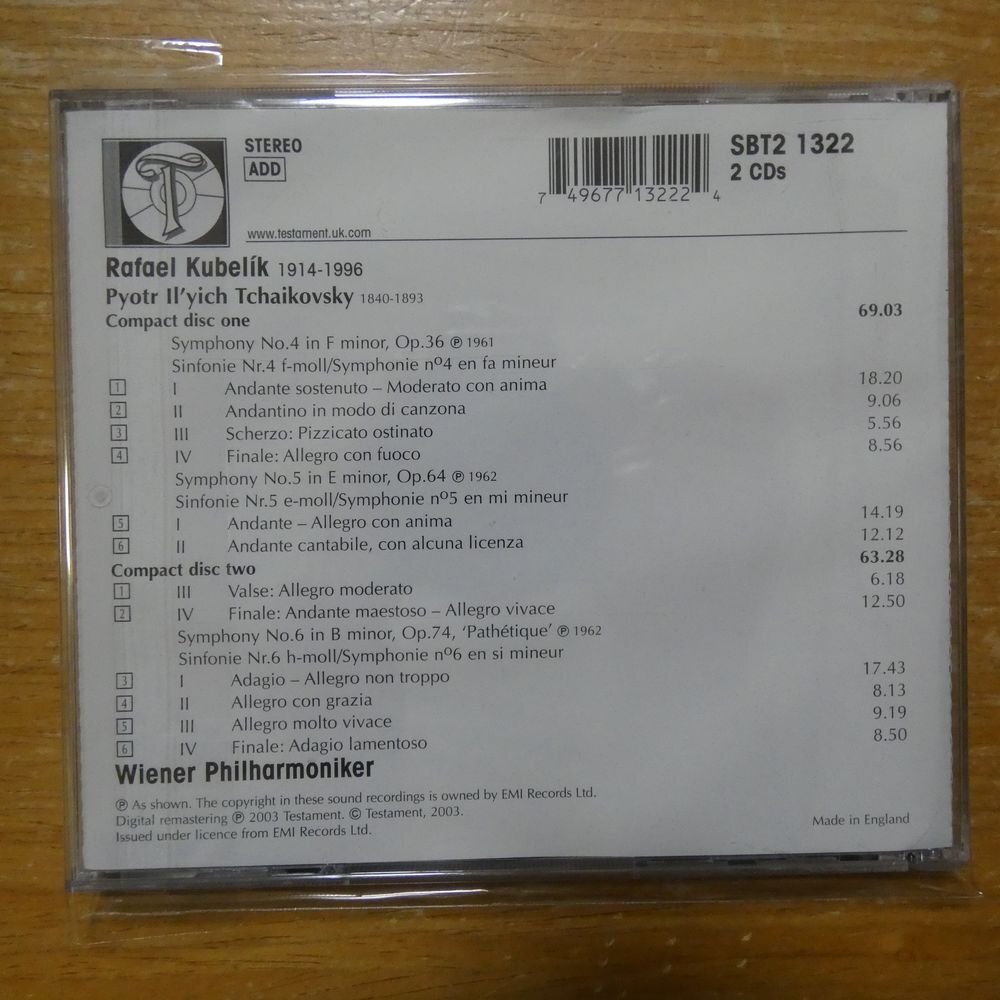 T
STEREO
ADD
www.testament.uk.com
7 49677 13222 4
SBT2 1322
2 CDs
Rafael Kubelík 1914-1996
Pyotr Il'yich Tchaikovsky 1840-1893
Compact disc one 69.03
Symphony No.4 in F minor, Op.36 ℗ 1961
Sinfonie Nr.4 f-moll/Symphonie nº4 en fa mineur
1 I Andante sostenuto – Moderato con anima 18.20
2 II Andantino in modo di canzona 9.06
3 III Scherzo: Pizzicato ostinato 5.56
4 IV Finale: Allegro con fuoco 8.56
Symphony No.5 in E minor, Op.64 ℗ 1962
Sinfonie Nr.5 e-moll/Symphonie nº5 en mi mineur
5 I Andante – Allegro con anima 14.19
6 II Andante cantabile, con alcuna licenza 12.12
Compact disc two 63.28
1 III Valse: Allegro moderato 6.18
2 IV Finale: Andante maestoso – Allegro vivace 12.50
Symphony No.6 in B minor, Op.74, 'Pathétique' ℗ 1962
Sinfonie Nr.6 h-moll/Symphonie nº6 en si mineur
3 I Adagio – Allegro non troppo 17.43
4 II Allegro con grazia 8.13
5 III Allegro molto vivace 9.19
6 IV Finale: Adagio lamentoso 8.50
Wiener Philharmoniker
℗ As shown. The copyright in these sound recordings is owned by EMI Records Ltd.
Digital remastering ℗ 2003 Testament. © Testament, 2003.
Issued under licence from EMI Records Ltd.
Made in England